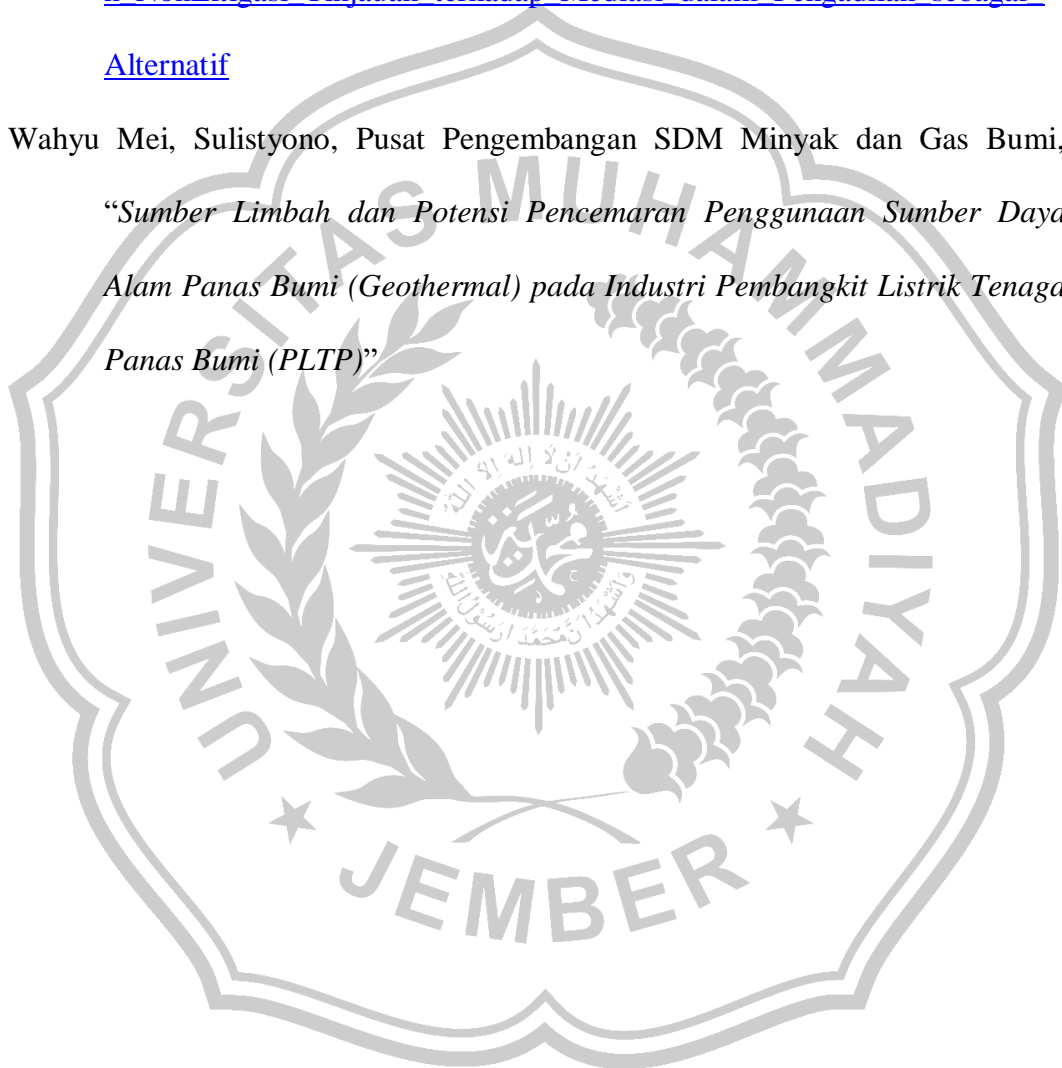 Alternatif
Wahyu Mei, Sulistyono, Pusat Pengembangan SDM Minyak dan Gas Bumi,
“Sumber Limbah dan Potensi Pencemaran Penggunaan Sumber Daya
Alam Panas Bumi (Geothermal) pada Industri Pembangkit Listrik Tenaga
Panas Bumi (PLTP)”
UNIVERSITAS MUHAMMADIYAH
JEMBER